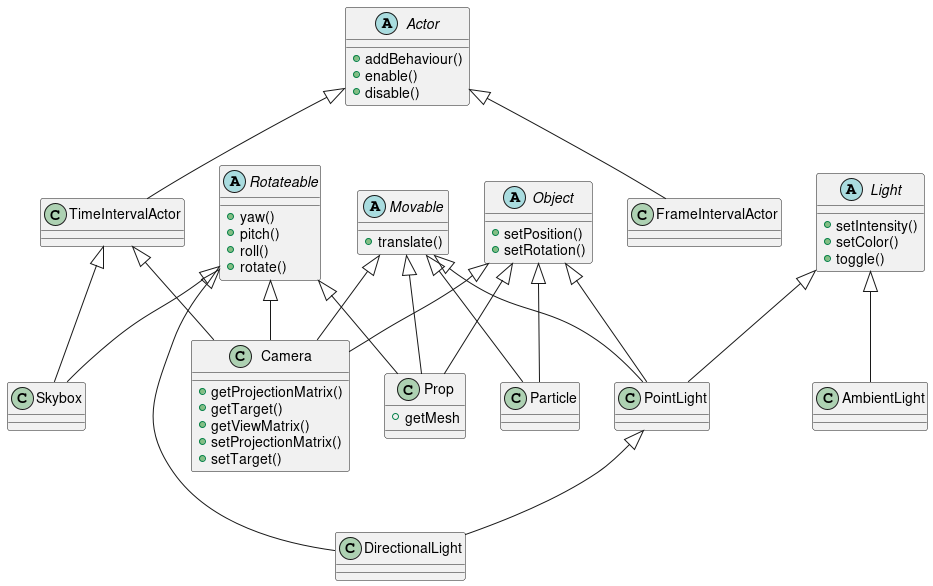 A Actor
addBehaviour()
enable()
disable()
C TimeIntervalActor
A Rotateable
yaw()
pitch()
roll()
rotate()
A Movable
translate()
A Object
setPosition()
setRotation()
C FrameIntervalActor
A Light
setIntensity()
setColor()
toggle()
C Skybox
C Camera
getProjectionMatrix()
getTarget()
getViewMatrix()
setProjectionMatrix()
setTarget()
C Prop
getMesh
C Particle
C PointLight
C AmbientLight
C DirectionalLight